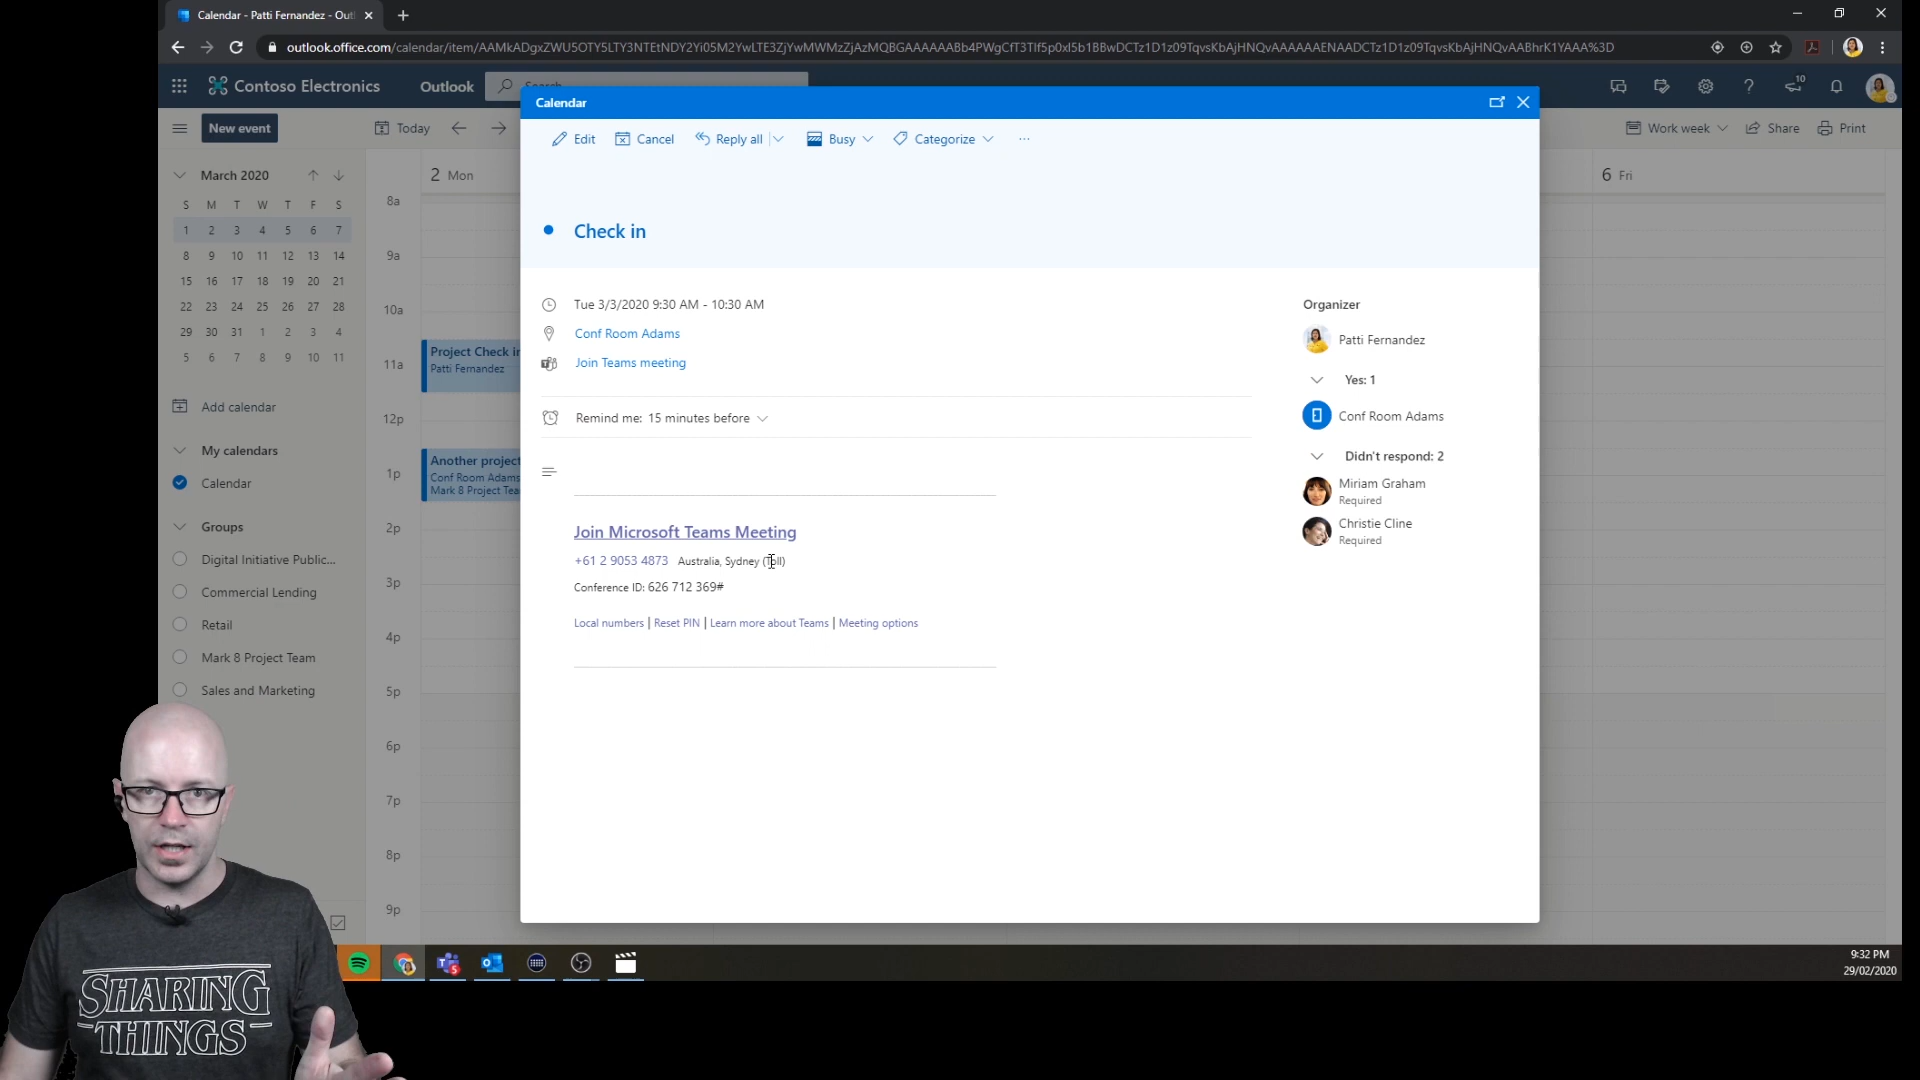 Calendar - Patti Fernandez - Out
outlook.office.com/calendar/item/AAMkADgxZWU5OTY5LTY3NTEtNDY2Yi05M2YwLTE3ZjYwMWMzZjAzMQBGAAAAAABb4PWgCfT3TIf5p0xI5b1BBwDCTz1D1z09TqvsKbAjHNQvAAAAAAENAADCTz1D1z09TqvsKbAjHNQvAABhrK1YAAA%3D
Contoso Electronics
Outlook
Search
10
New event
Today
Work week
Share
Print
March 2020
S M T W T F S
1 2 3 4 5 6 7
8 9 10 11 12 13 14
15 16 17 18 19 20 21
22 23 24 25 26 27 28
29 30 31 1 2 3 4
5 6 7 8 9 10 11
Add calendar
My calendars
Calendar
Groups
Digital Initiative Public...
Commercial Lending
Retail
Mark 8 Project Team
Sales and Marketing
2 Mon
6 Fri
8a
9a
10a
11a
12p
1p
2p
3p
4p
5p
6p
7p
8p
9p
Project Check in
Patti Fernandez
Another project
Conf Room Adams
Mark 8 Project Tea
Calendar
Edit
Cancel
Reply all
Busy
Categorize
...
Check in
Tue 3/3/2020 9:30 AM - 10:30 AM
Conf Room Adams
Join Teams meeting
Remind me: 15 minutes before
Join Microsoft Teams Meeting
+61 2 9053 4873 Australia, Sydney (Toll)
Conference ID: 626 712 369#
Local numbers | Reset PIN | Learn more about Teams | Meeting options
Organizer
Patti Fernandez
Yes: 1
Conf Room Adams
Didn't respond: 2
Miriam Graham
Required
Christie Cline
Required
SHARING
THINGS
9:32 PM
29/02/2020